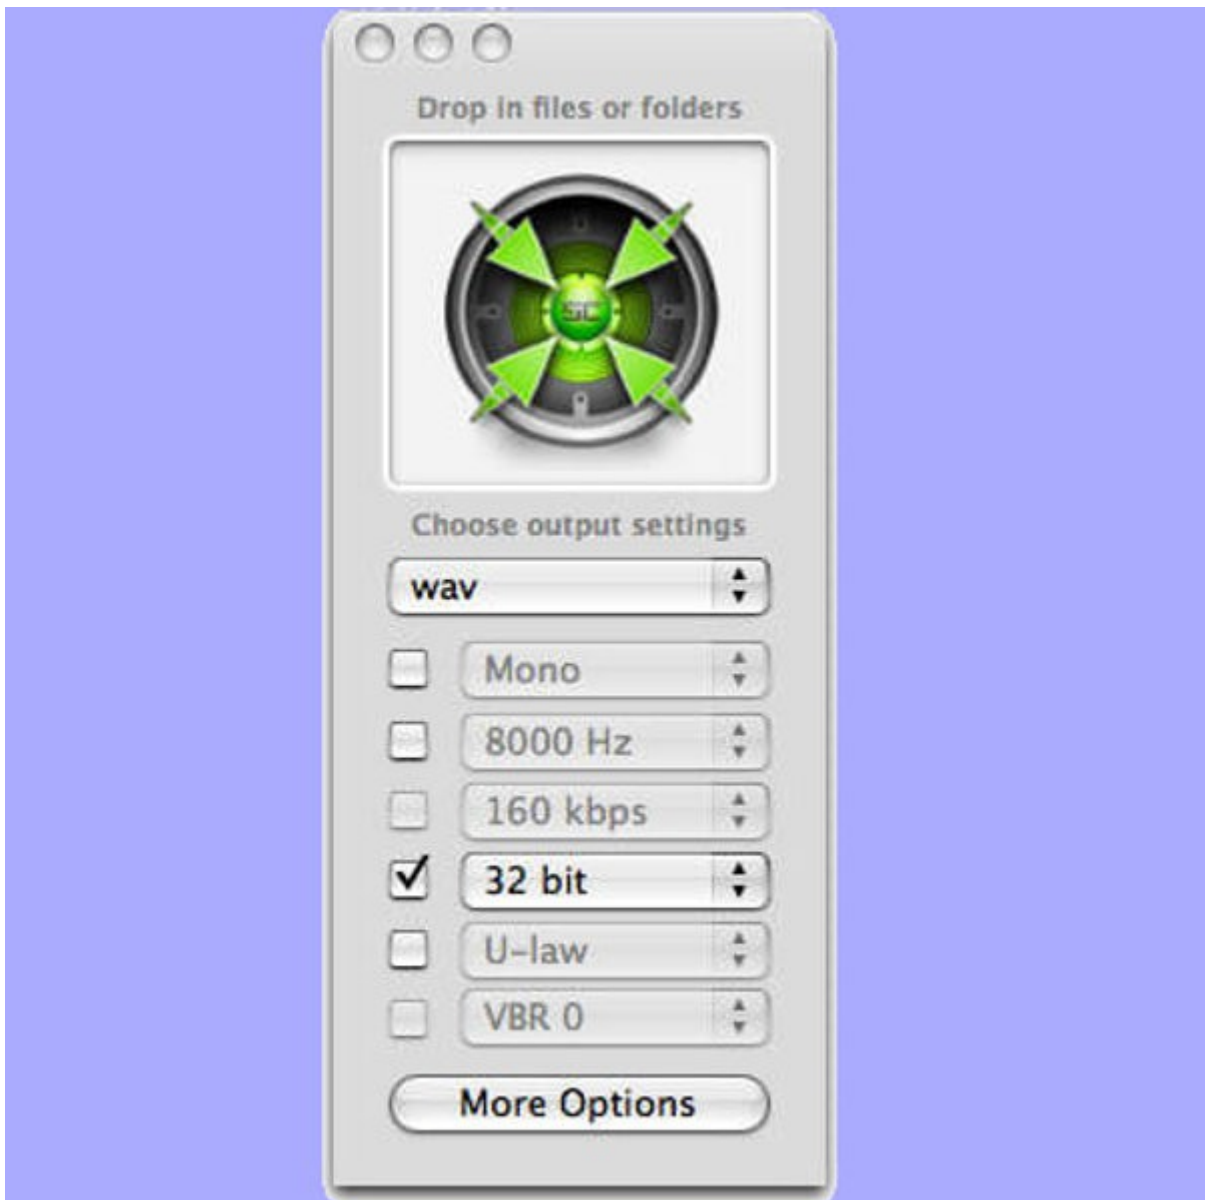 Drop in files or folders
SC
Choose output settings
wav
Mono
8000 Hz
160 kbps
32 bit
U-law
VBR 0
More Options